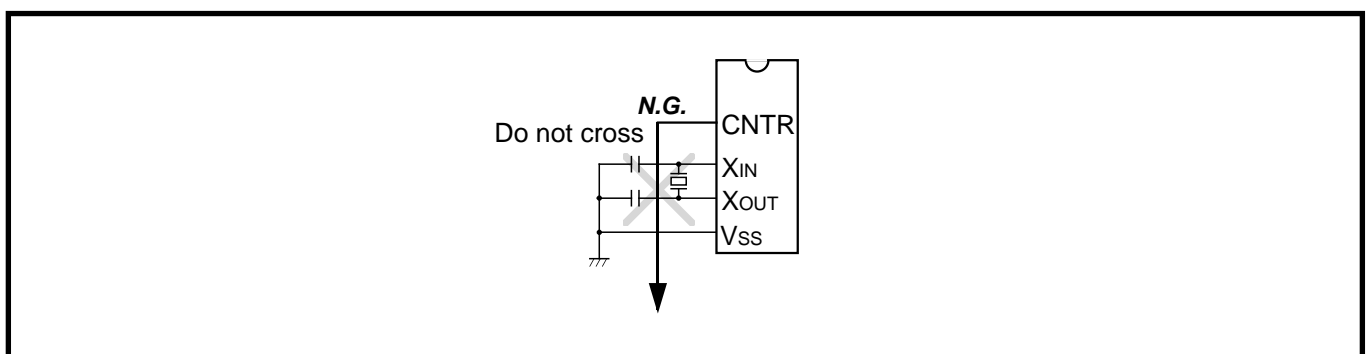 N.G.
Do not cross
CNTR
XIN
XOUT
VSS